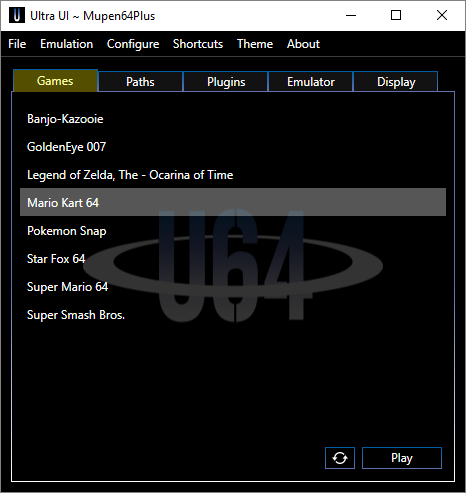 Ultra UI ~ Mupen64Plus
File Emulation Configure Shortcuts Theme About
Games Paths Plugins Emulator Display
Banjo-Kazooie
GoldenEye 007
Legend of Zelda, The - Ocarina of Time
Mario Kart 64
Pokemon Snap
Star Fox 64
Super Mario 64
Super Smash Bros.
U64
Play